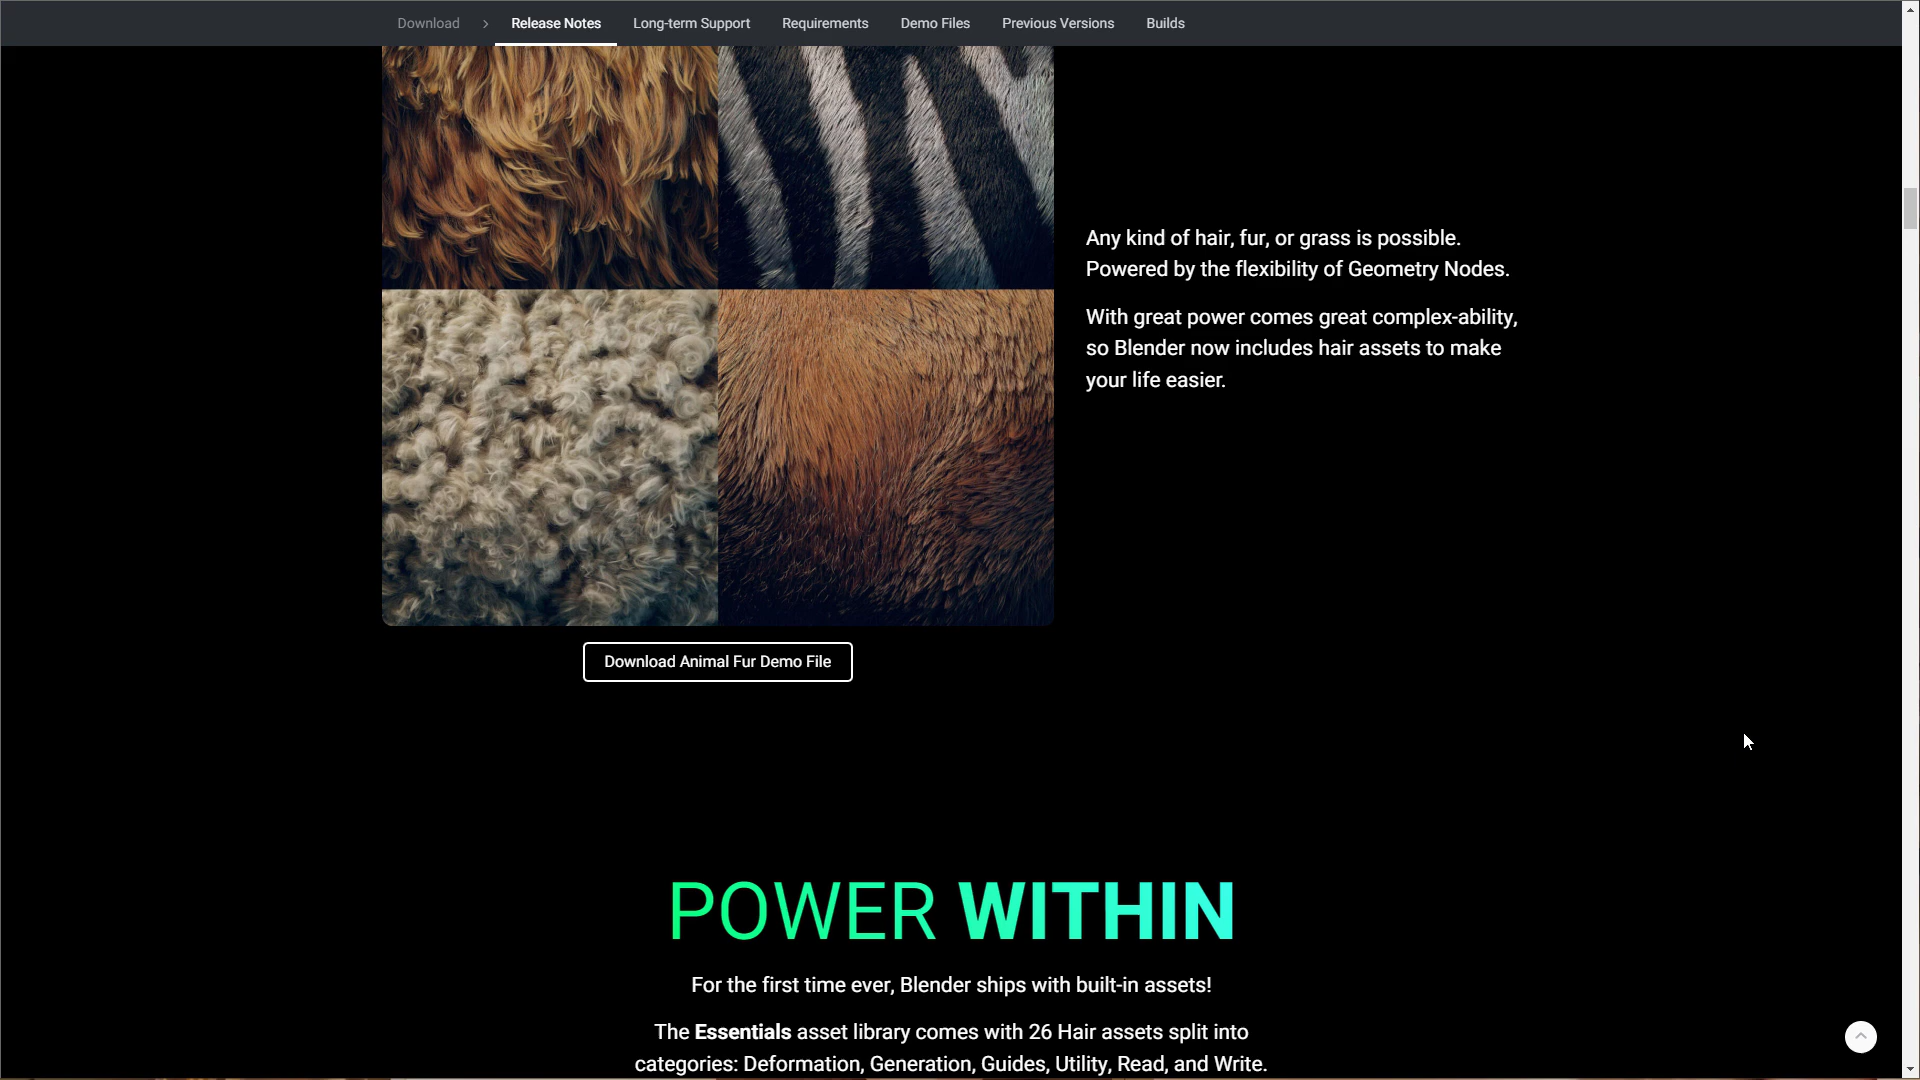 Download > Release Notes Long-term Support Requirements Demo Files Previous Versions Builds
Any kind of hair, fur, or grass is possible.
Powered by the flexibility of Geometry Nodes.
With great power comes great complex-ability,
so Blender now includes hair assets to make
your life easier.
Download Animal Fur Demo File
POWER WITHIN
For the first time ever, Blender ships with built-in assets!
The Essentials asset library comes with 26 Hair assets split into
categories: Deformation, Generation, Guides, Utility, Read, and Write.